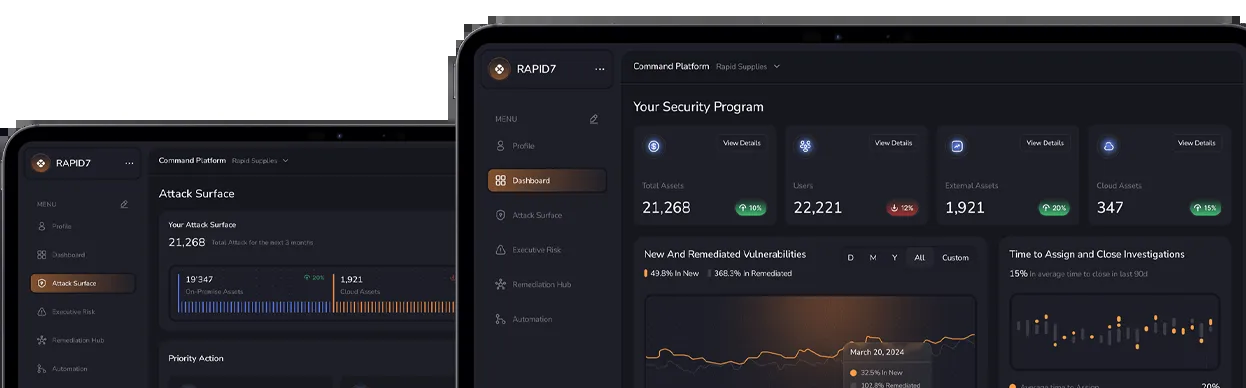 RAPID7
MENU
Profile
Dashboard
Attack Surface
Executive Risk
Remediation Hub
Automation
Command Platform Rapid Supplies
Attack Surface
Your Attack Surface
21,268 Total Attack for the next 3 months
19'347 20%
On-Premise Assets
1,921
Cloud Assets
Priority Action
RAPID7
MENU
Profile
Dashboard
Attack Surface
Executive Risk
Remediation Hub
Automation
Command Platform Rapid Supplies
Your Security Program
View Details
Total Assets
21,268 10%
View Details
Users
22,221 12%
View Details
External Assets
1,921 20%
View Details
Cloud Assets
347 15%
New And Remediated Vulnerabilities
D M Y All Custom
49.8% In New 368.3% In Remediated
March 20, 2024
32.5% In New
102.8% Remediated
Time to Assign and Close Investigations
15% In average time to close in last 90d
Average time to Assign 20%